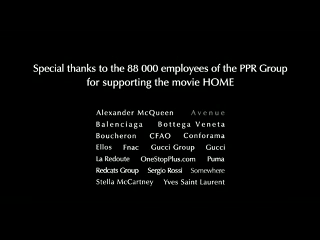 Special thanks to the 88 000 employees of the PPR Group
for supporting the movie HOME
Alexander McQueen Avenue
Balenciaga Bottega Veneta
Boucheron CFAO Conforama
Ellos Fnac Gucci Group Gucci
La Redoute OneStopPlus.com Puma
Redcats Group Sergio Rossi Somewhere
Stella McCartney Yves Saint Laurent